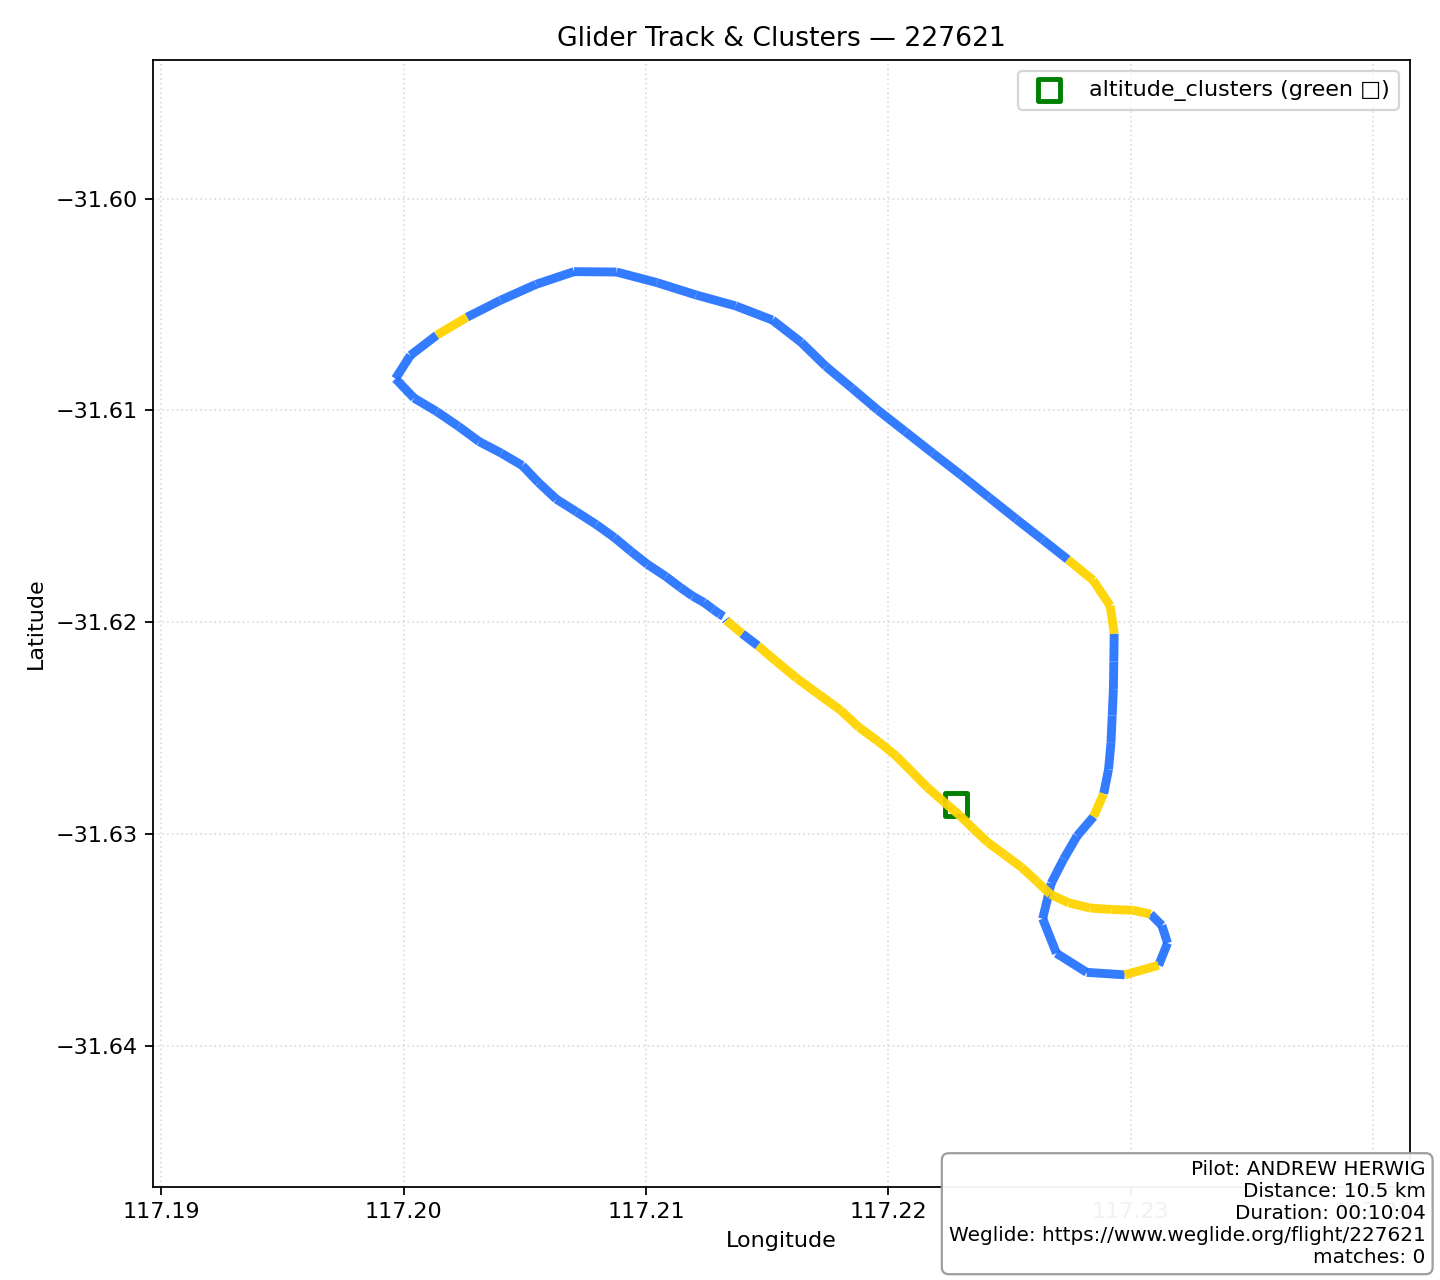 Glider Track & Clusters — 227621
altitude_clusters (green □)
−31.60
−31.61
−31.62
−31.63
−31.64
Latitude
117.19
117.20
117.21
117.22
117.23
Longitude
Pilot: ANDREW HERWIG
Distance: 10.5 km
Duration: 00:10:04
Weglide: https://www.weglide.org/flight/227621
matches: 0